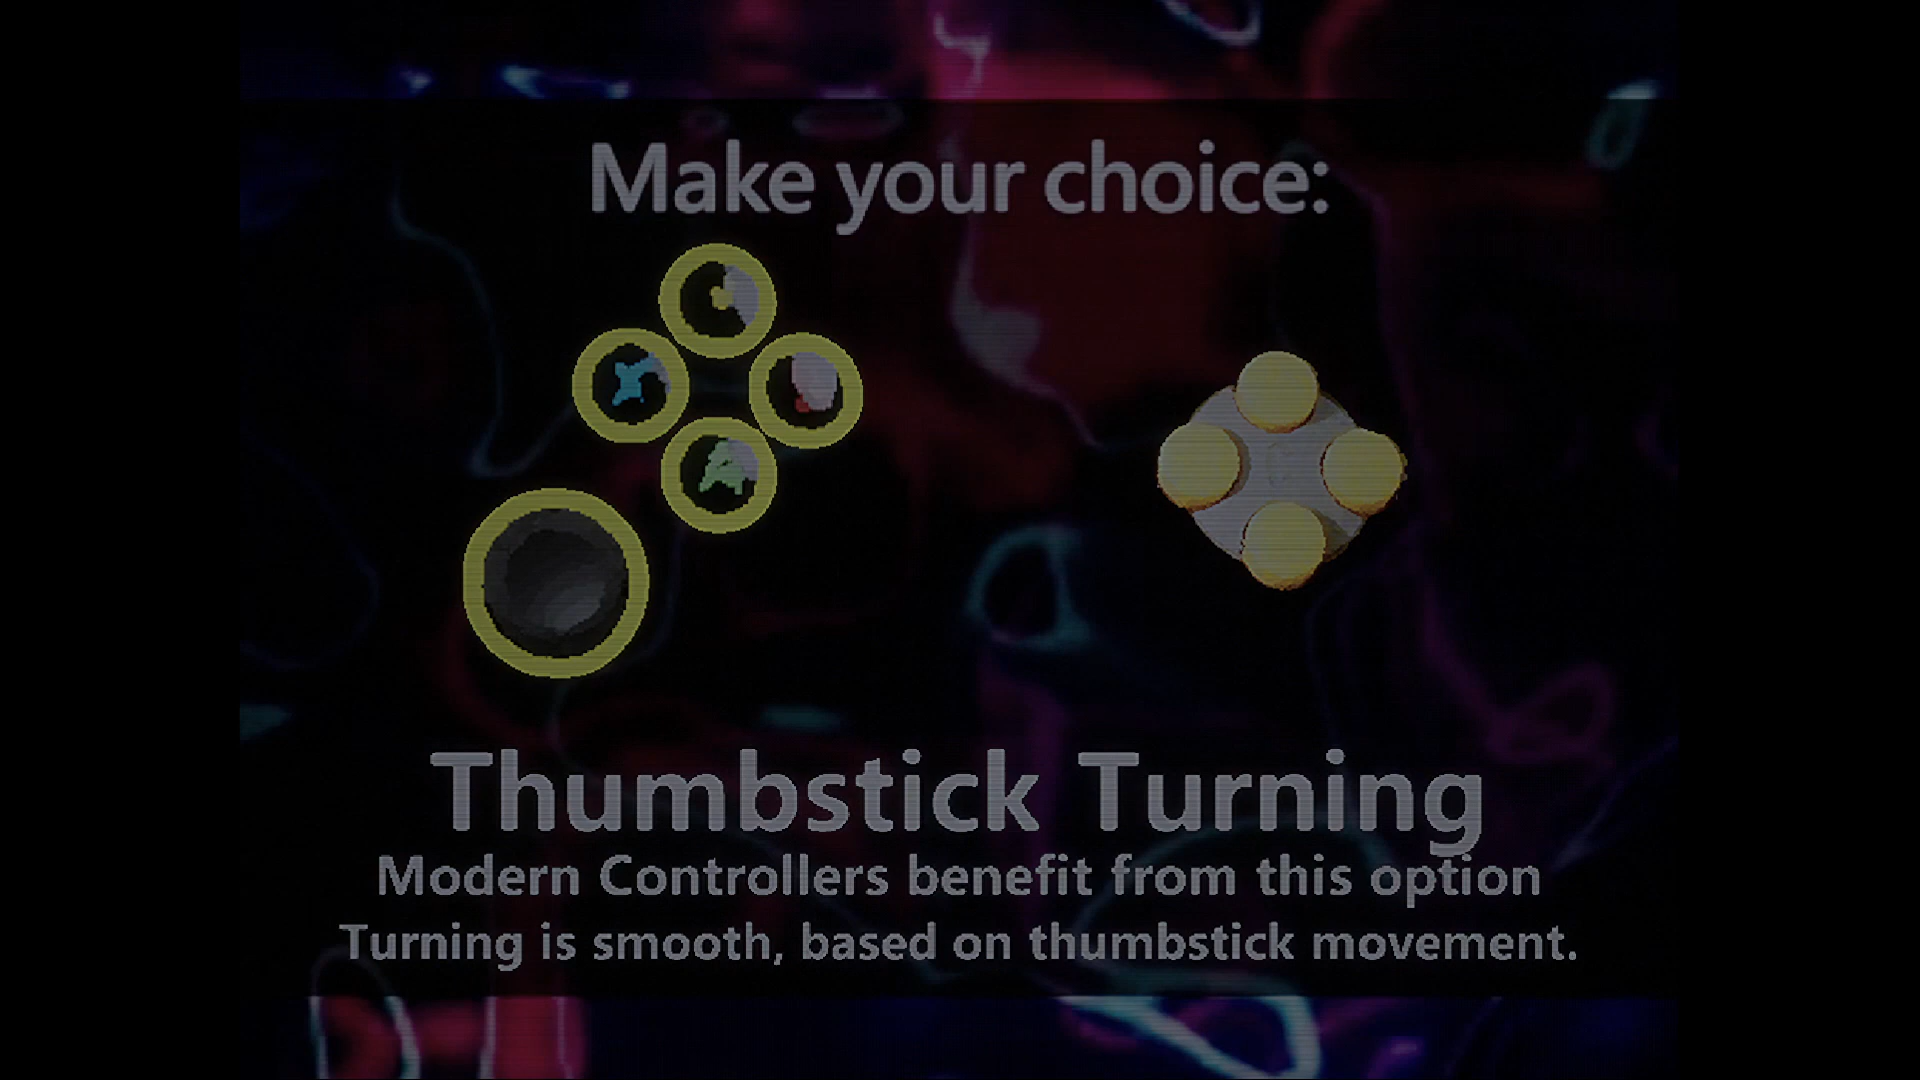 Make your choice:
Thumbstick Turning
Modern Controllers benefit from this option
Turning is smooth, based on thumbstick movement.